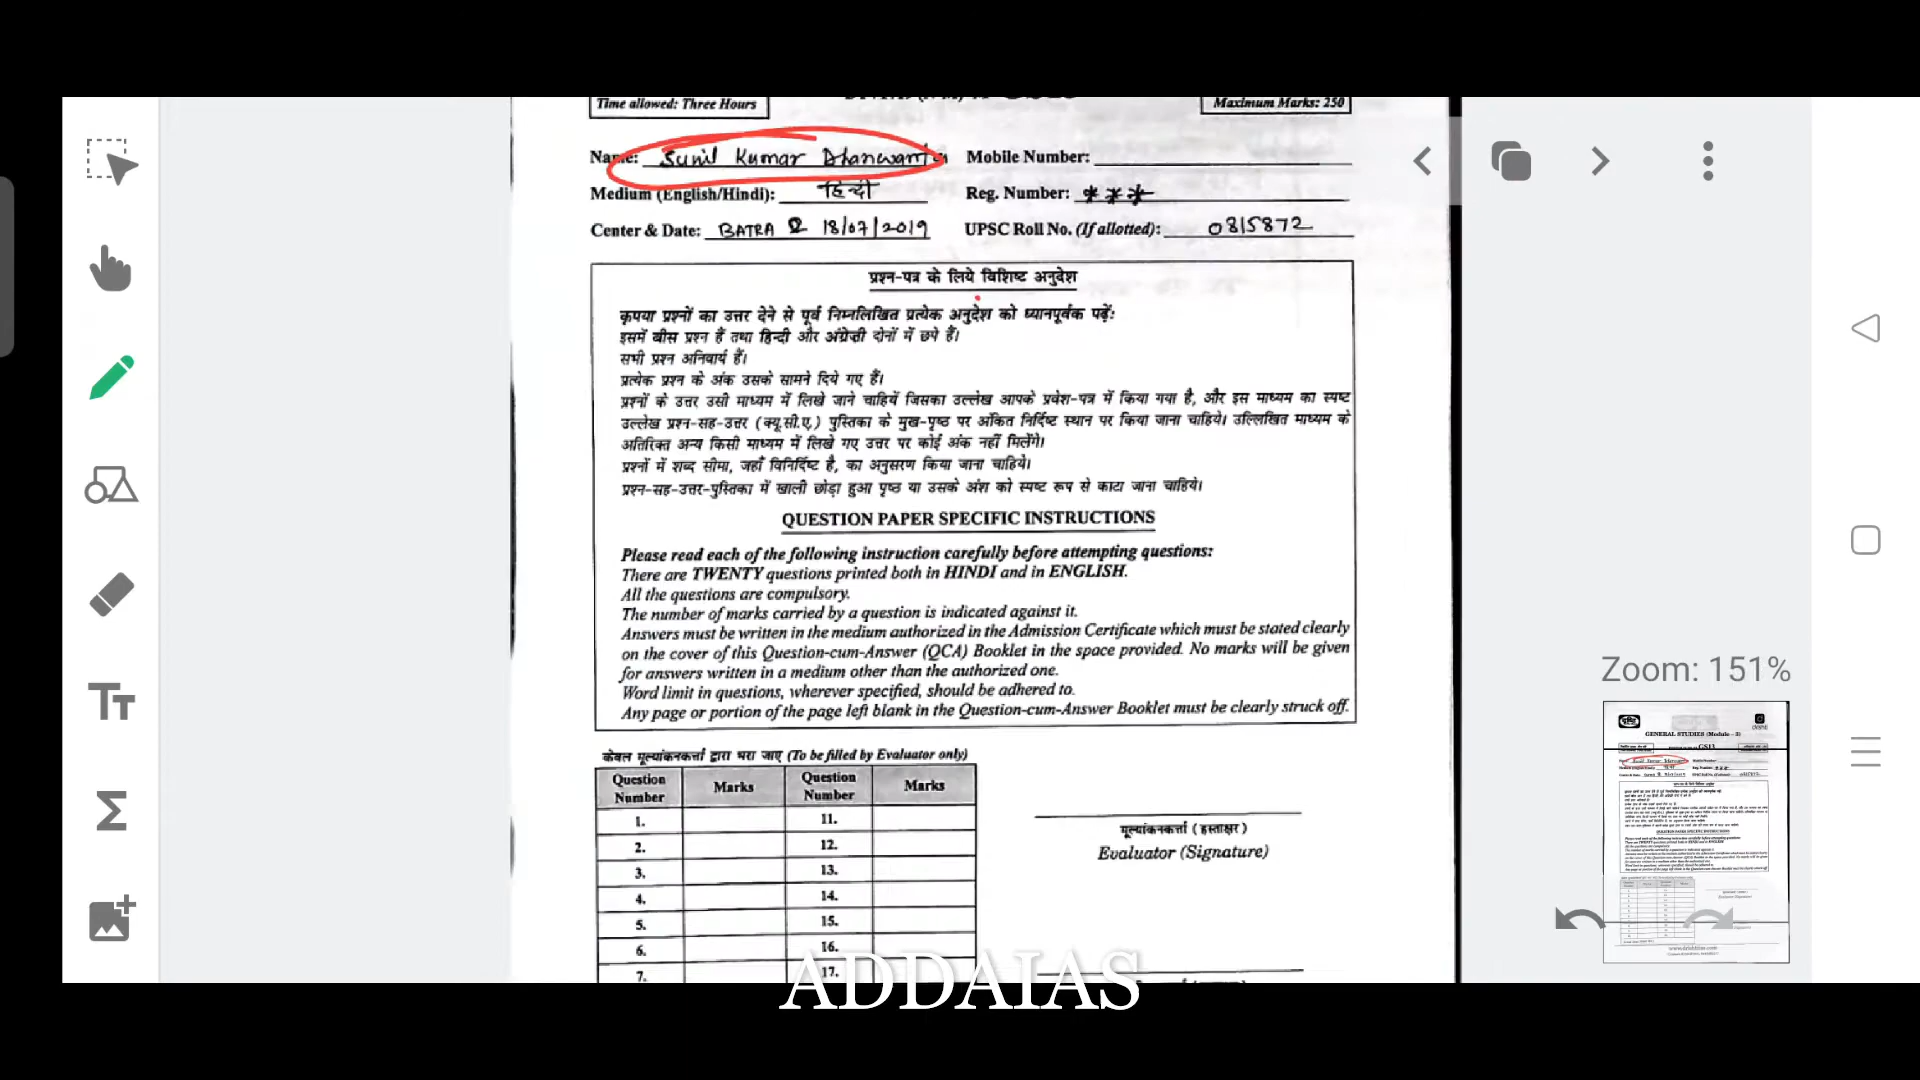 Time allowed: Three Hours
Maximum Marks: 250
Name: Sunil Kumar Dhanwanta
Mobile Number:
Medium (English/Hindi): हिन्दी
Reg. Number: ***
Center & Date: BATRA & 18/07/2019
UPSC Roll No. (If allotted): 0815872
प्रश्न-पत्र के लिये विशिष्ट अनुदेश
कृपया प्रश्नों का उत्तर देने से पूर्व निम्नलिखित प्रत्येक अनुदेश को ध्यानपूर्वक पढ़ें:
इसमें बीस प्रश्न हैं तथा हिन्दी और अंग्रेज़ी दोनों में छपे हैं।
सभी प्रश्न अनिवार्य हैं।
प्रत्येक प्रश्न के अंक उसके सामने दिये गए हैं।
प्रश्नों के उत्तर उसी माध्यम में लिखे जाने चाहियें जिसका उल्लेख आपके प्रवेश-पत्र में किया गया है, और इस माध्यम का स्पष्ट
उल्लेख प्रश्न-सह-उत्तर (क्यू.सी.ए.) पुस्तिका के मुख-पृष्ठ पर अंकित निर्दिष्ट स्थान पर किया जाना चाहिये। उल्लिखित माध्यम के
अतिरिक्त अन्य किसी माध्यम में लिखे गए उत्तर पर कोई अंक नहीं मिलेंगे।
प्रश्नों में शब्द सीमा, जहाँ विनिर्दिष्ट है, का अनुसरण किया जाना चाहिये।
प्रश्न-सह-उत्तर-पुस्तिका में खाली छोड़ा हुआ पृष्ठ या उसके अंश को स्पष्ट रूप से काटा जाना चाहिये।
QUESTION PAPER SPECIFIC INSTRUCTIONS
Please read each of the following instruction carefully before attempting questions:
There are TWENTY questions printed both in HINDI and in ENGLISH.
All the questions are compulsory.
The number of marks carried by a question is indicated against it.
Answers must be written in the medium authorized in the Admission Certificate which must be stated clearly
on the cover of this Question-cum-Answer (QCA) Booklet in the space provided. No marks will be given
for answers written in a medium other than the authorized one.
Word limit in questions, wherever specified, should be adhered to.
Any page or portion of the page left blank in the Question-cum-Answer Booklet must be clearly struck off.
केवल मूल्यांकनकर्त्ता द्वारा भरा जाए (To be filled by Evaluator only)
Question Number Marks Question Number Marks
1. 11.
2. 12.
3. 13.
4. 14.
5. 15.
6. 16.
7. 17.
मूल्यांकनकर्त्ता (हस्ताक्षर)
Evaluator (Signature)
Zoom: 151%
GENERAL STUDIES (Module - I)
ADDAIAS